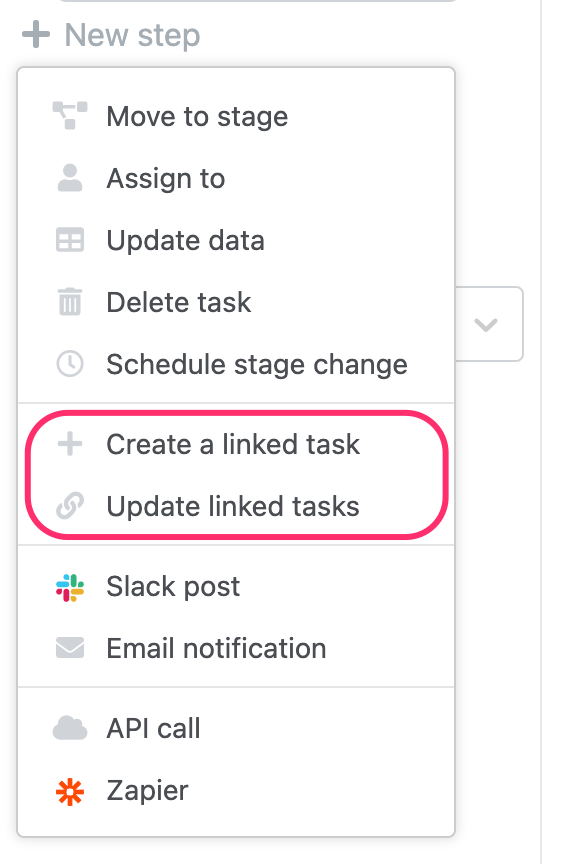 New step
Move to stage
Assign to
Update data
Delete task
Schedule stage change
Create a linked task
Update linked tasks
Slack post
Email notification
API call
Zapier